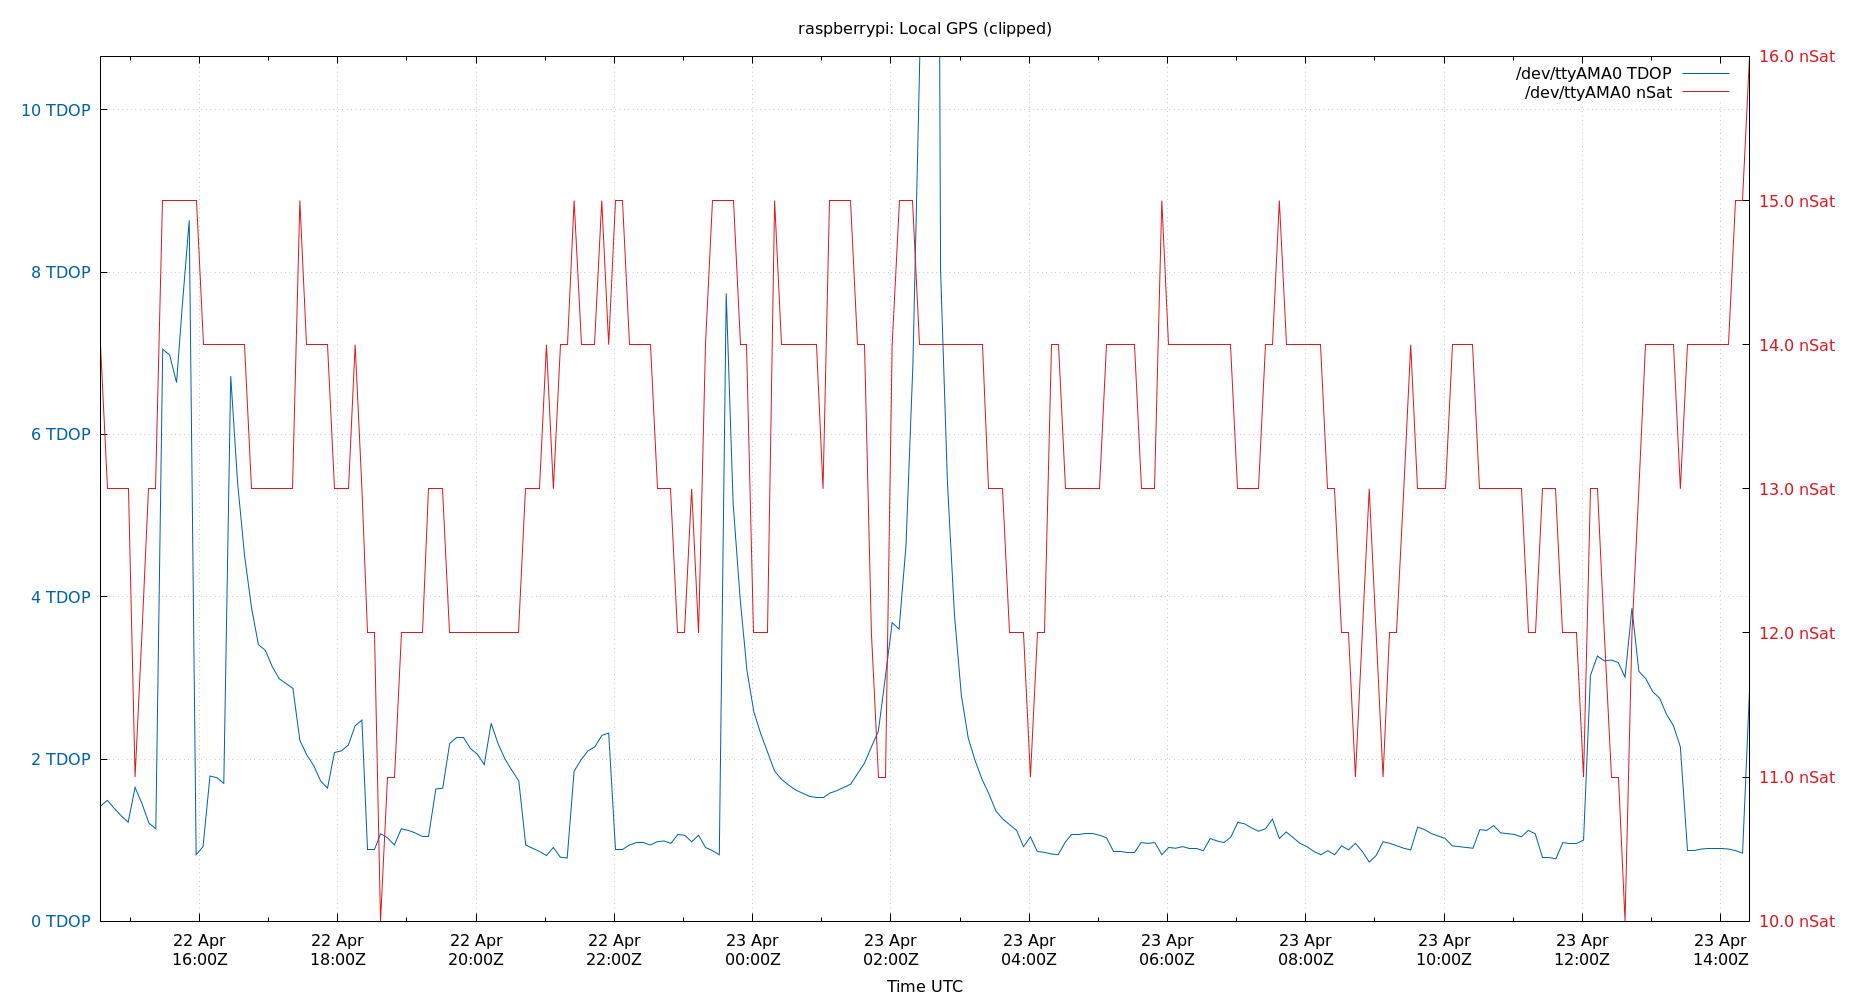 raspberrypi: Local GPS (clipped)
/dev/ttyAMA0 TDOP
/dev/ttyAMA0 nSat
10 TDOP
8 TDOP
6 TDOP
4 TDOP
2 TDOP
0 TDOP
16.0 nSat
15.0 nSat
14.0 nSat
13.0 nSat
12.0 nSat
11.0 nSat
10.0 nSat
22 Apr 22 Apr 22 Apr 22 Apr 23 Apr 23 Apr 23 Apr 23 Apr 23 Apr 23 Apr 23 Apr 23 Apr
16:00Z 18:00Z 20:00Z 22:00Z 00:00Z 02:00Z 04:00Z 06:00Z 08:00Z 10:00Z 12:00Z 14:00Z
Time UTC